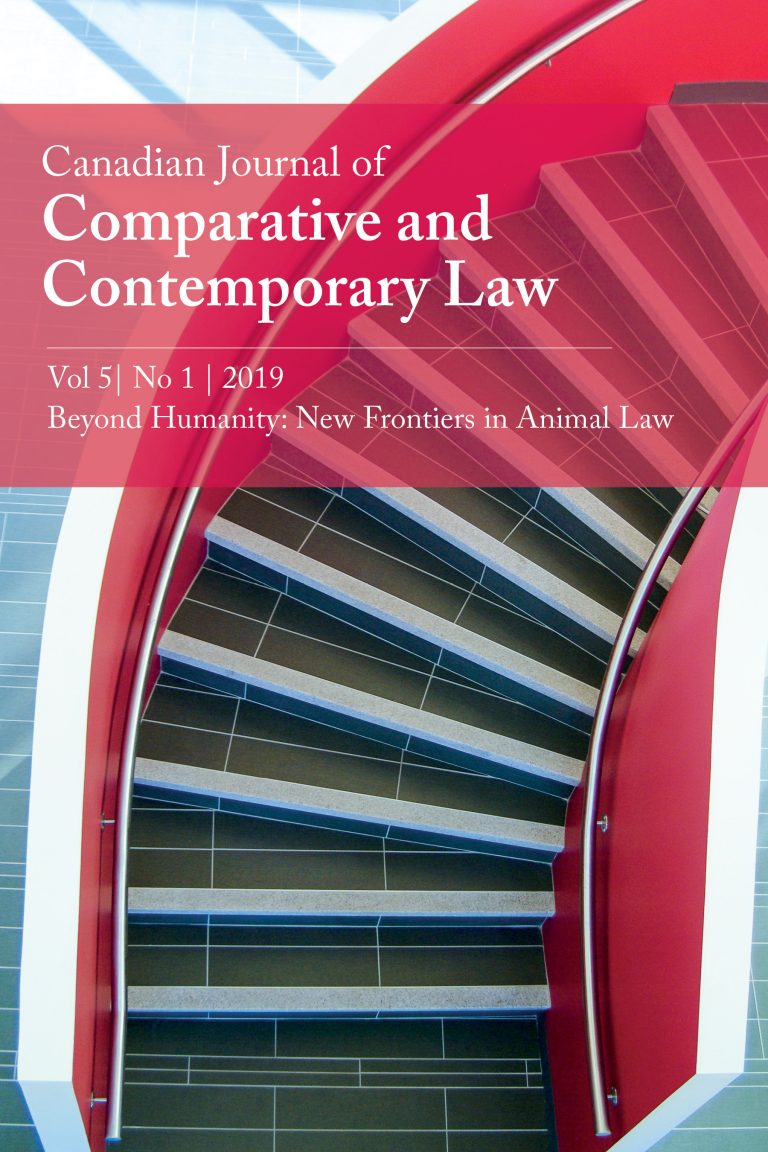 Canadian Journal of
Comparative and
Contemporary Law
Vol 5| No 1 | 2019
Beyond Humanity: New Frontiers in Animal Law